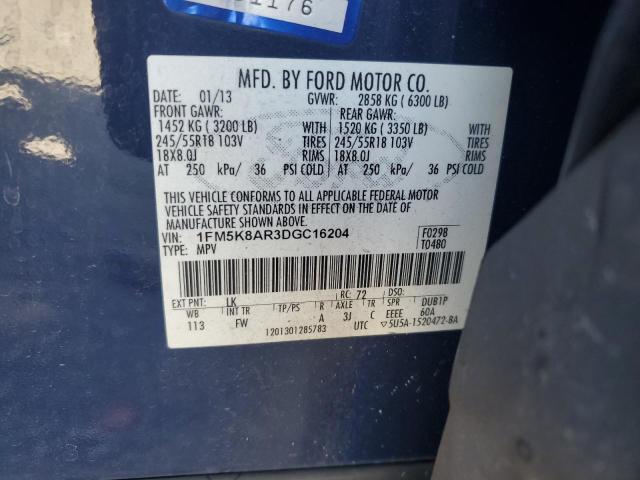 1176
MFD. BY FORD MOTOR CO.
DATE: 01/13 GVWR: 2858 KG ( 6300 LB)
FRONT GAWR: REAR GAWR:
1452 KG ( 3200 LB) WITH 1520 KG ( 3350 LB) WITH
245/55R18 103V TIRES 245/55R18 103V TIRES
18X8.0J RIMS 18X8.0J RIMS
AT 250 kPa/ 36 PSI COLD AT 250 kPa/ 36 PSI COLD
THIS VEHICLE CONFORMS TO ALL APPLICABLE FEDERAL MOTOR
VEHICLE SAFETY STANDARDS IN EFFECT ON THE DATE OF
MANUFACTURE SHOWN ABOVE.
VIN: 1FM5K8AR3DGC16204 F0298
TYPE: MPV T0480
EXT PNT: LK RC: 72 DSO:
WB INT TR TP/PS R AXLE TR SPR DUB1P
113 FW A 3J C EEEE 60A
1201301285783 UTC ▽5U5A-1520472-BA